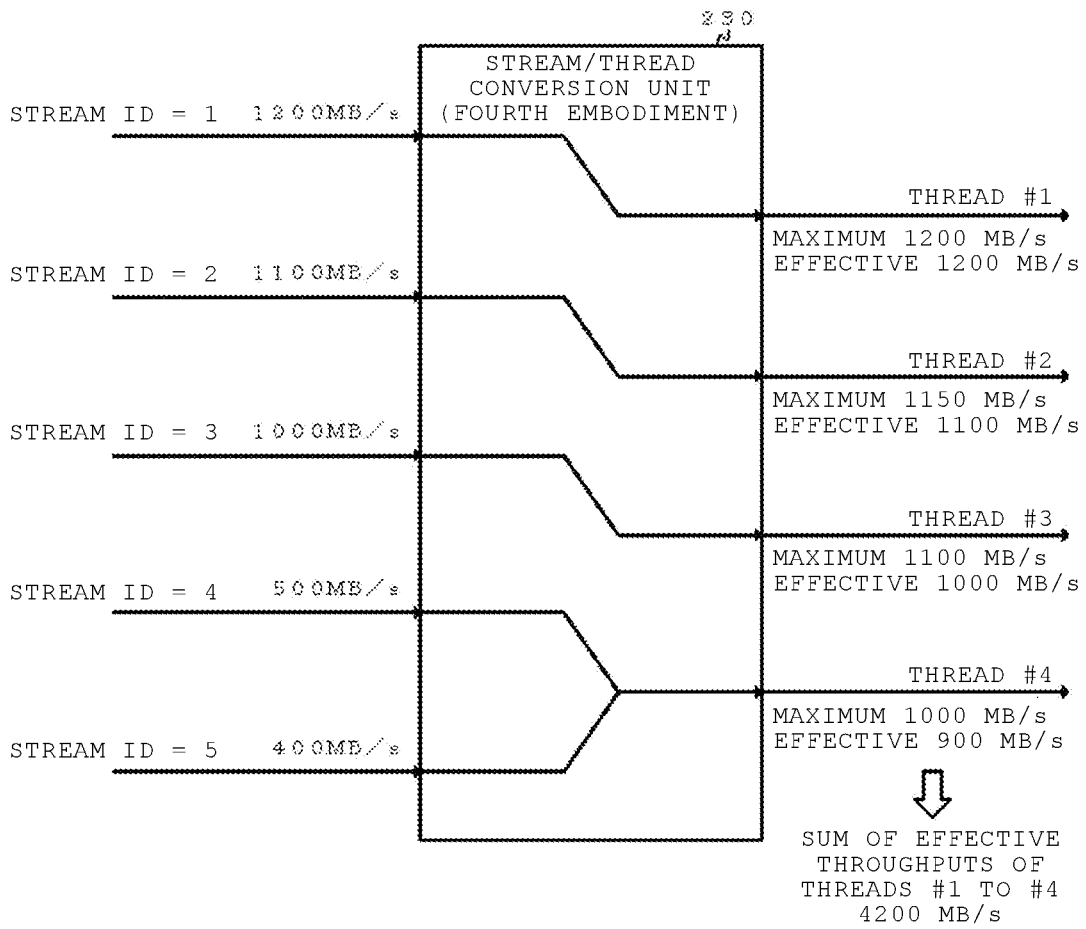 230
STREAM/THREAD
CONVERSION UNIT
(FOURTH EMBODIMENT)
STREAM ID = 1 1200MB/s
THREAD #1
MAXIMUM 1200 MB/s
EFFECTIVE 1200 MB/s
STREAM ID = 2 1100MB/s
THREAD #2
MAXIMUM 1150 MB/s
EFFECTIVE 1100 MB/s
STREAM ID = 3 1000MB/s
THREAD #3
MAXIMUM 1100 MB/s
EFFECTIVE 1000 MB/s
STREAM ID = 4 500MB/s
THREAD #4
MAXIMUM 1000 MB/s
EFFECTIVE 900 MB/s
STREAM ID = 5 400MB/s
SUM OF EFFECTIVE
THROUGHPUTS OF
THREADS #1 TO #4
4200 MB/s